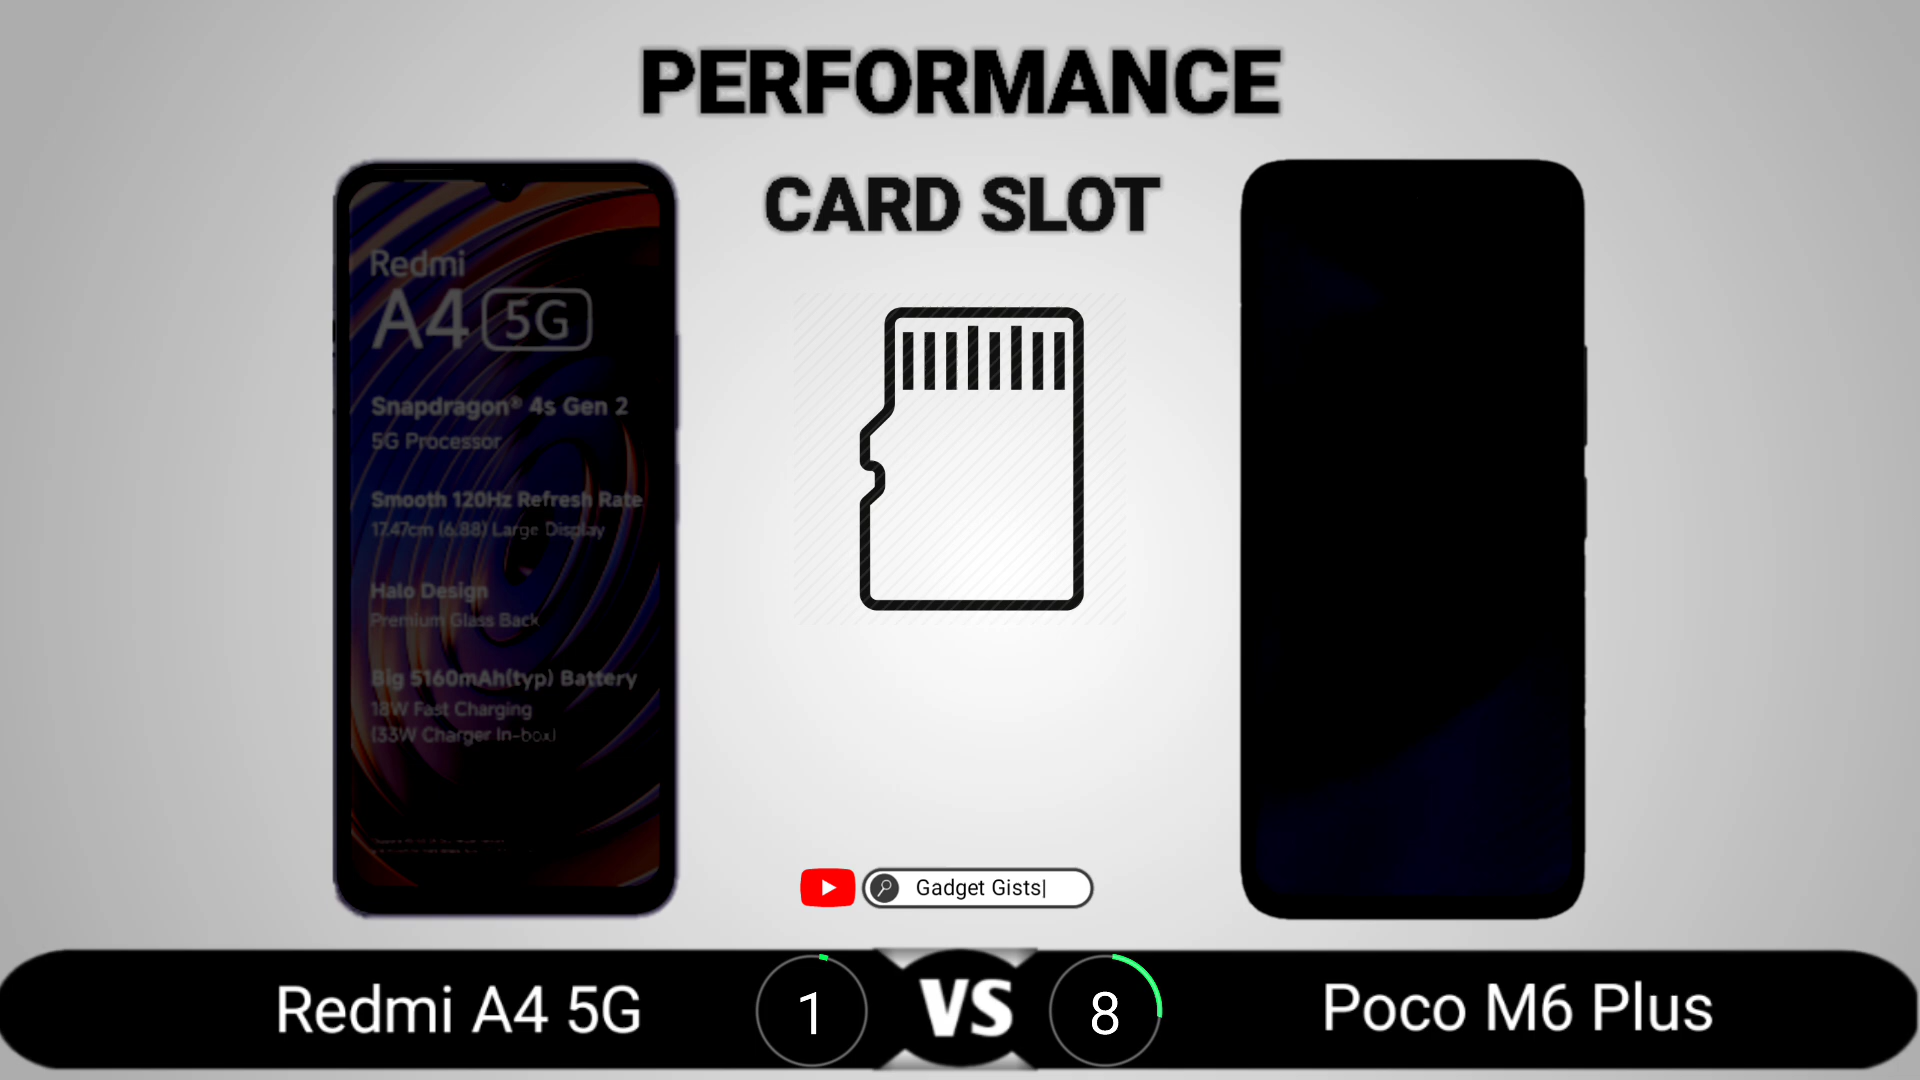 PERFORMANCE
CARD SLOT
Redmi
A4 5G
Snapdragon® 4s Gen 2
5G Processor
Smooth 120Hz Refresh Rate
17.47cm (6.88) Large Display
Halo Design
Premium Glass Back
Big 5160mAh(typ) Battery
18W Fast Charging
(33W Charger In-box)
Gadget Gists|
Redmi A4 5G
1
VS
8
Poco M6 Plus